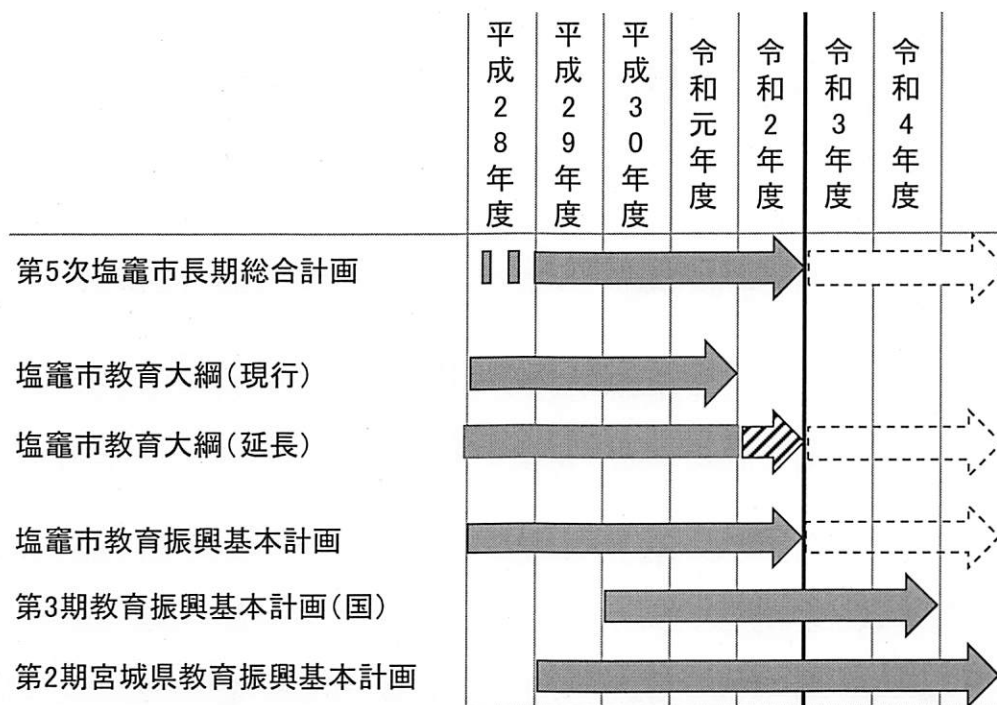 平成28年度
平成29年度
平成30年度
令和元年度
令和2年度
令和3年度
令和4年度
第5次塩竈市長期総合計画
塩竈市教育大綱(現行)
塩竈市教育大綱(延長)
塩竈市教育振興基本計画
第3期教育振興基本計画(国)
第2期宮城県教育振興基本計画